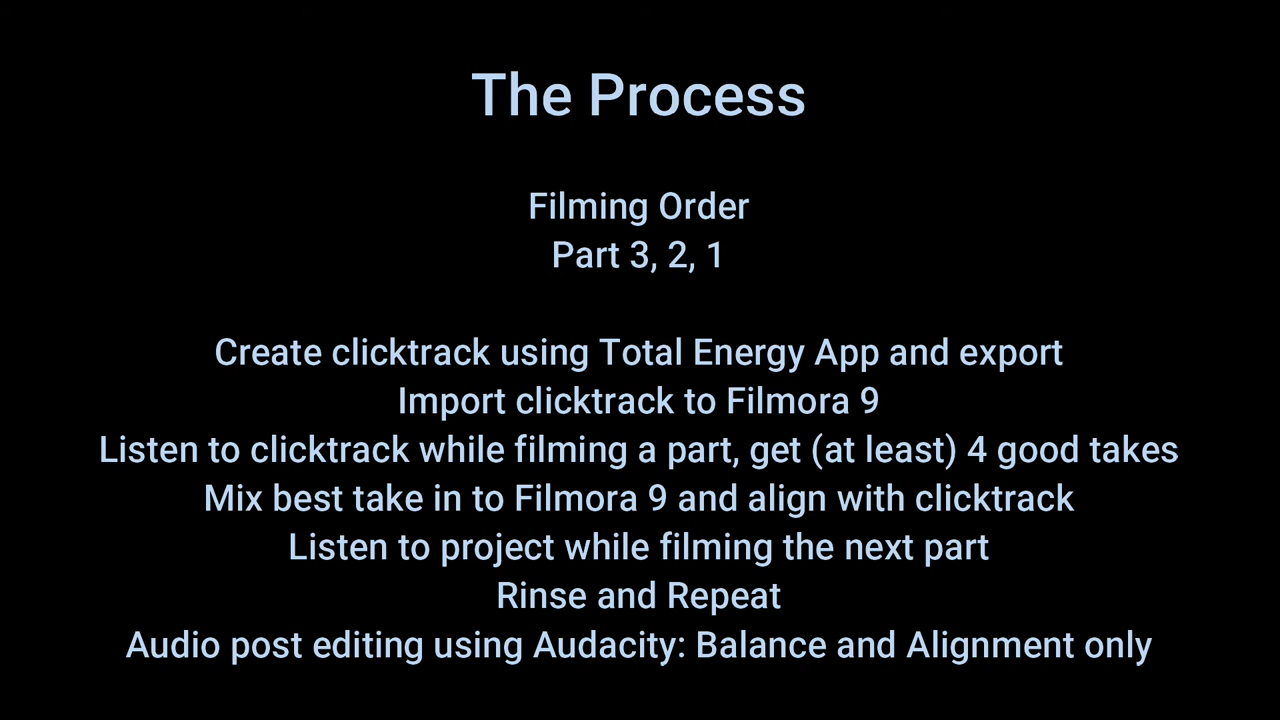 The Process
Filming Order
Part 3, 2, 1
Create clicktrack using Total Energy App and export
Import clicktrack to Filmora 9
Listen to clicktrack while filming a part, get (at least) 4 good takes
Mix best take in to Filmora 9 and align with clicktrack
Listen to project while filming the next part
Rinse and Repeat
Audio post editing using Audacity: Balance and Alignment only